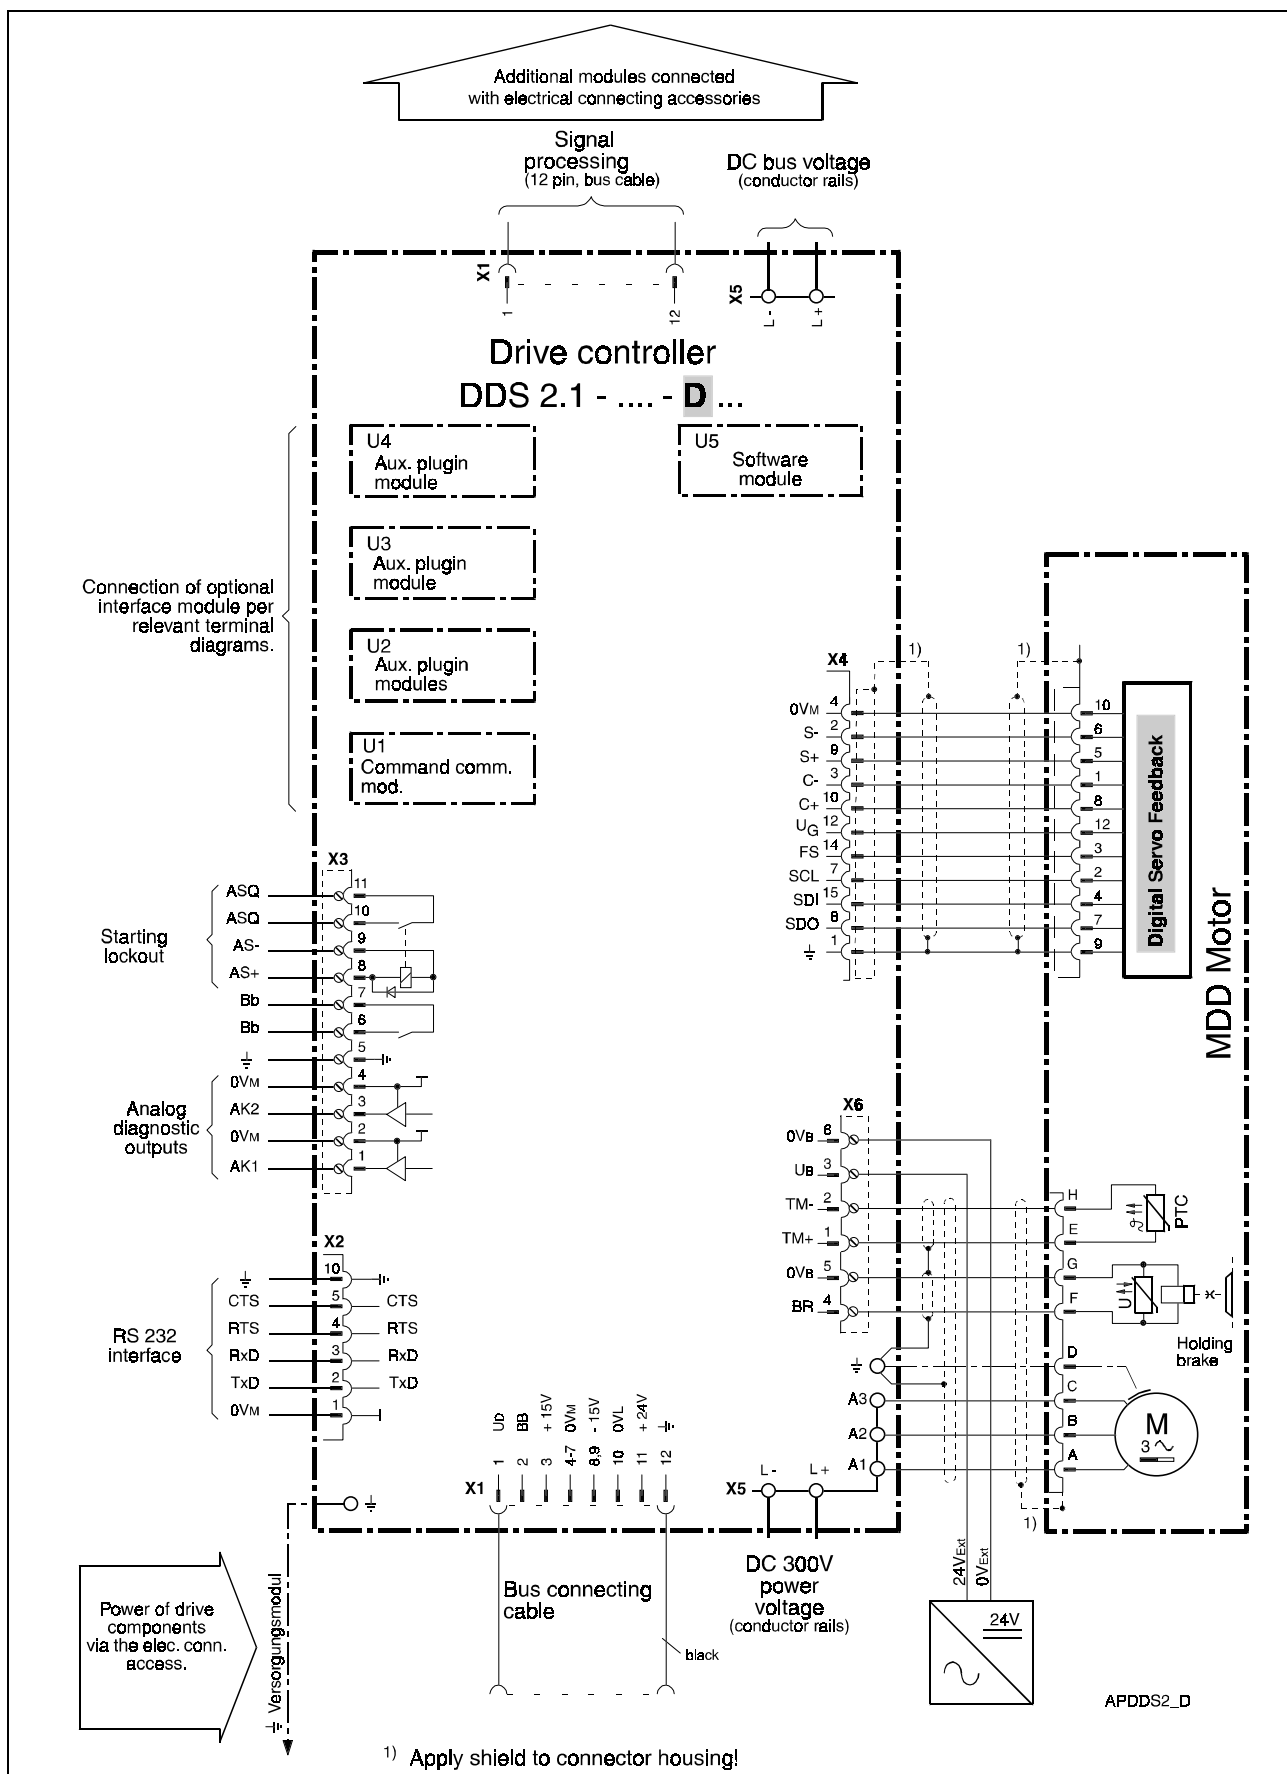 Additional modules connected
with electrical connecting accessories
Signal
processing
(12 pin, bus cable)
DC bus voltage
(conductor rails)
X1
1
12
X5
L -
L +
Drive controller
DDS 2.1 - .... - D ...
U4
Aux. plugin
module
U5
Software
module
U3
Aux. plugin
module
U2
Aux. plugin
modules
U1
Command comm.
mod.
Connection of optional
interface module per
relevant terminal
diagrams.
X4
1)
1)
0VM 4 10
S- 2 6
S+ 9 5
C- 3 1
C+ 10 8
UG 12 12
FS 14 3
SCL 7 2
SDI 15 4
SDO 8 7
1 9
Digital Servo Feedback
MDD Motor
X3
ASQ 11
ASQ 10
AS- 9
AS+ 8
Bb 7
Bb 6
5
0VM 4
AK2 3
0VM 2
AK1 1
Starting
lockout
Analog
diagnostic
outputs
X6
0VB 6
UB 3
TM- 2 H
TM+ 1 E
0VB 5 G
BR 4 F
PTC
ϑ
U
Holding
brake
D
A3 C
A2 B
A1 A
M
3
1)
X2
10
CTS 5 CTS
RTS 4 RTS
RxD 3 RxD
TxD 2 TxD
0VM 1
RS 232
interface
UD
BB
+ 15V
0VM
- 15V
0VL
+ 24V
1
2
3
4-7
8,9
10
11
12
X1
X5
L -
L +
DC 300V
power
voltage
(conductor rails)
Bus connecting
cable
black
24VExt
0VExt
24V
Power of drive
components
via the elec. conn.
access.
Versorgungsmodul
APDDS2_D
1) Apply shield to connector housing!